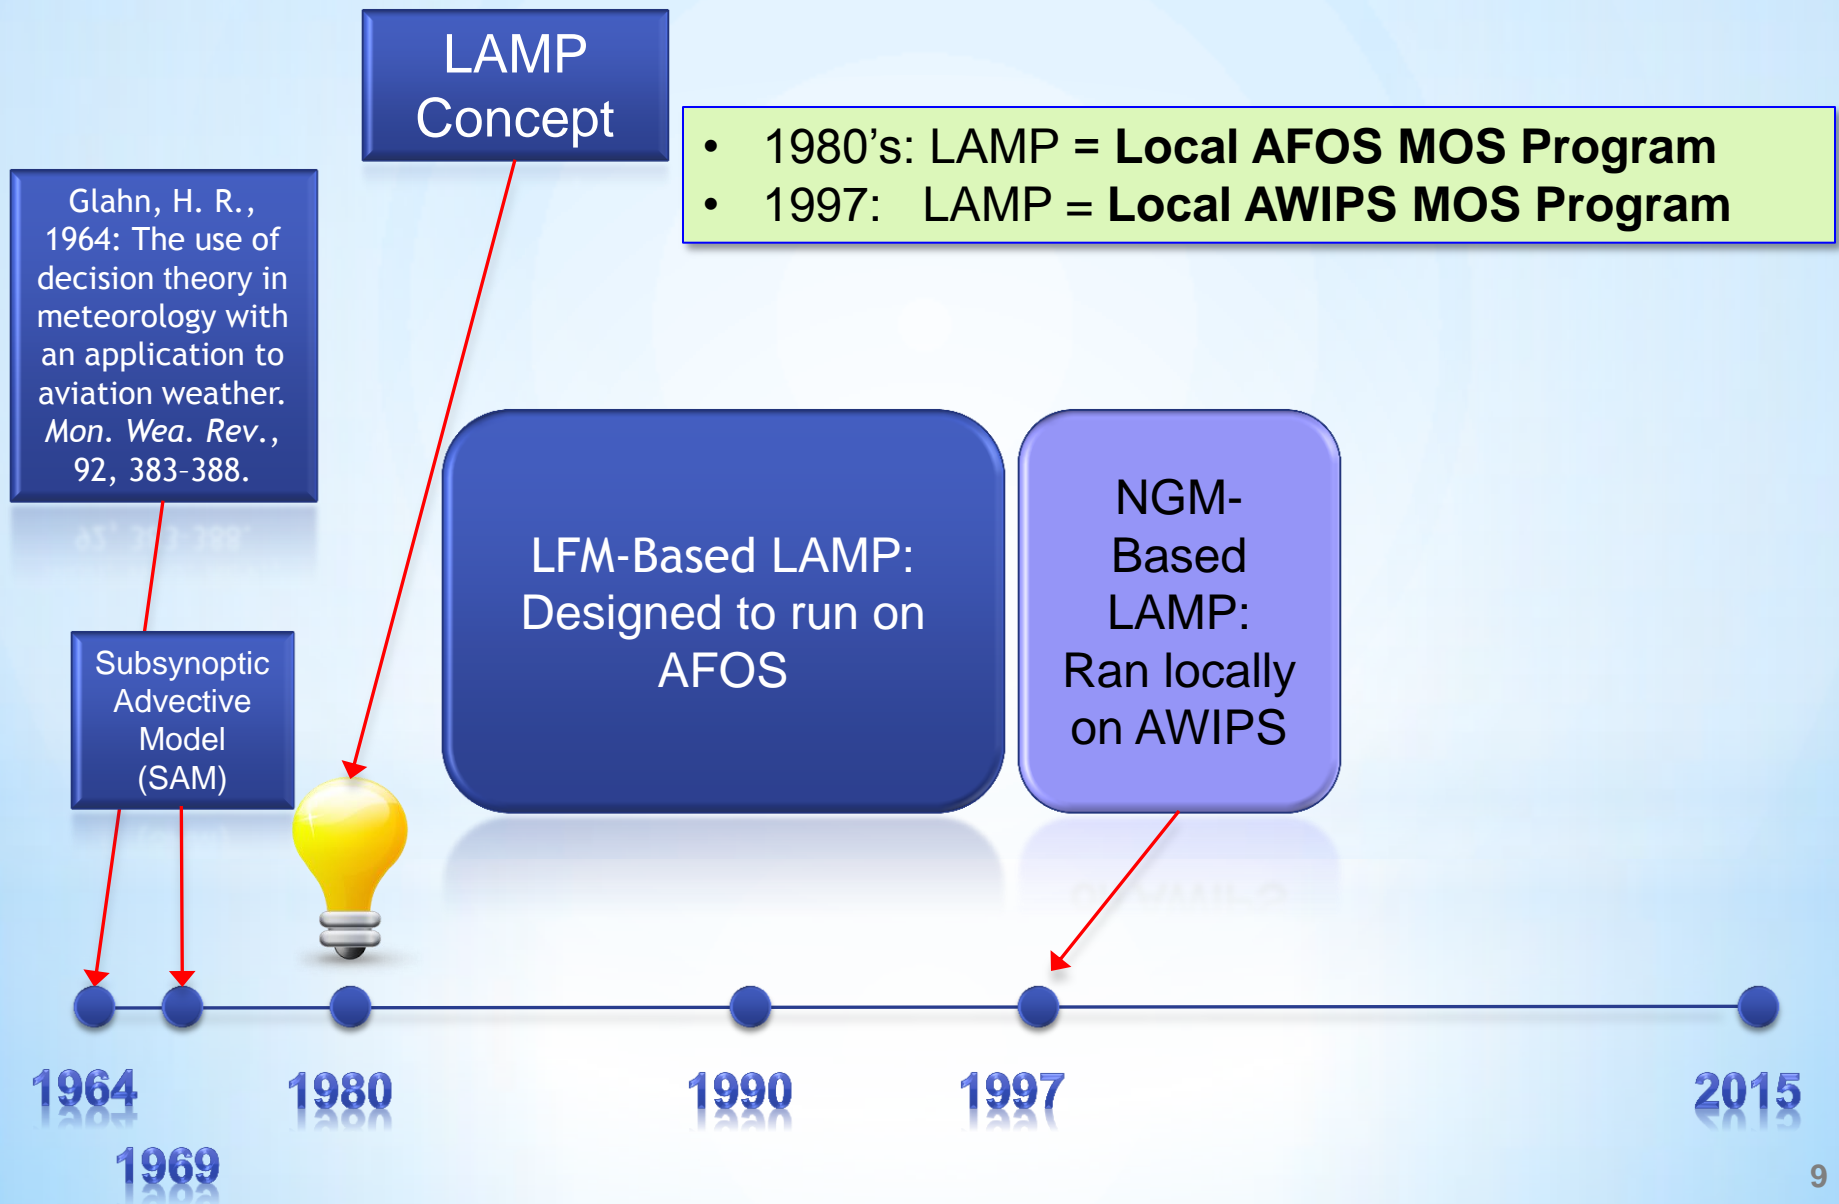 LAMP
Concept
• 1980’s: LAMP = Local AFOS MOS Program
• 1997: LAMP = Local AWIPS MOS Program
Glahn, H. R.,
1964: The use of
decision theory in
meteorology with
an application to
aviation weather.
Mon. Wea. Rev.,
92, 383–388.
Subsynoptic
Advective
Model
(SAM)
LFM-Based LAMP:
Designed to run on
AFOS
NGM-
Based
LAMP:
Ran locally
on AWIPS
1964
1969
1980
1990
1997
2015
9